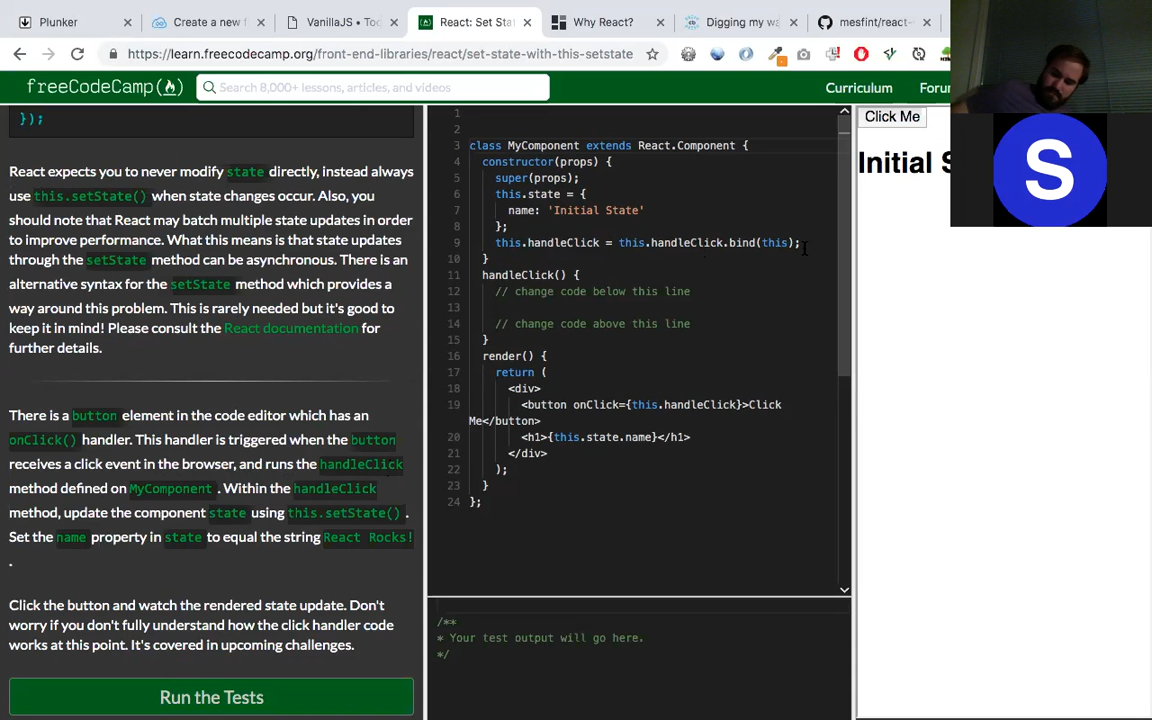 Plunker
Create a new f
VanillaJS • To
React: Set Sta
Why React?
Digging my wa
mesfint/react-
https://learn.freecodecamp.org/front-end-libraries/react/set-state-with-this-setstate
freeCodeCamp
Search 8,000+ lessons, articles, and videos
Curriculum
Forum
});
React expects you to never modify state directly, instead always
use this.setState() when state changes occur. Also, you
should note that React may batch multiple state updates in order
to improve performance. What this means is that state updates
through the setState method can be asynchronous. There is an
alternative syntax for the setState method which provides a
way around this problem. This is rarely needed but it's good to
keep it in mind! Please consult the React documentation for
further details.
There is a button element in the code editor which has an
onClick() handler. This handler is triggered when the button
receives a click event in the browser, and runs the handleClick
method defined on MyComponent . Within the handleClick
method, update the component state using this.setState() .
Set the name property in state to equal the string React Rocks!
.
Click the button and watch the rendered state update. Don't
worry if you don't fully understand how the click handler code
works at this point. It's covered in upcoming challenges.
Run the Tests
1
2
3 class MyComponent extends React.Component {
4 constructor(props) {
5 super(props);
6 this.state = {
7 name: 'Initial State'
8 };
9 this.handleClick = this.handleClick.bind(this);
10 }
11 handleClick() {
12 // change code below this line
13
14 // change code above this line
15 }
16 render() {
17 return (
18 <div>
19 <button onClick={this.handleClick}>Click
Me</button>
20 <h1>{this.state.name}</h1>
21 </div>
22 );
23 }
24 };
/**
* Your test output will go here.
*/
Click Me
Initial S
S